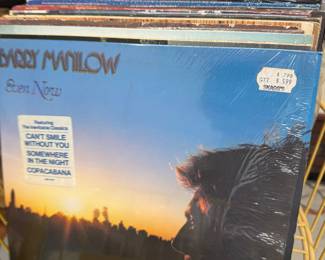 BARRY MANILOW
Even Now
Featuring
The Inevitable Classics
CAN'T SMILE
WITHOUT YOU
SOMEWHERE
IN THE NIGHT
COPACABANA